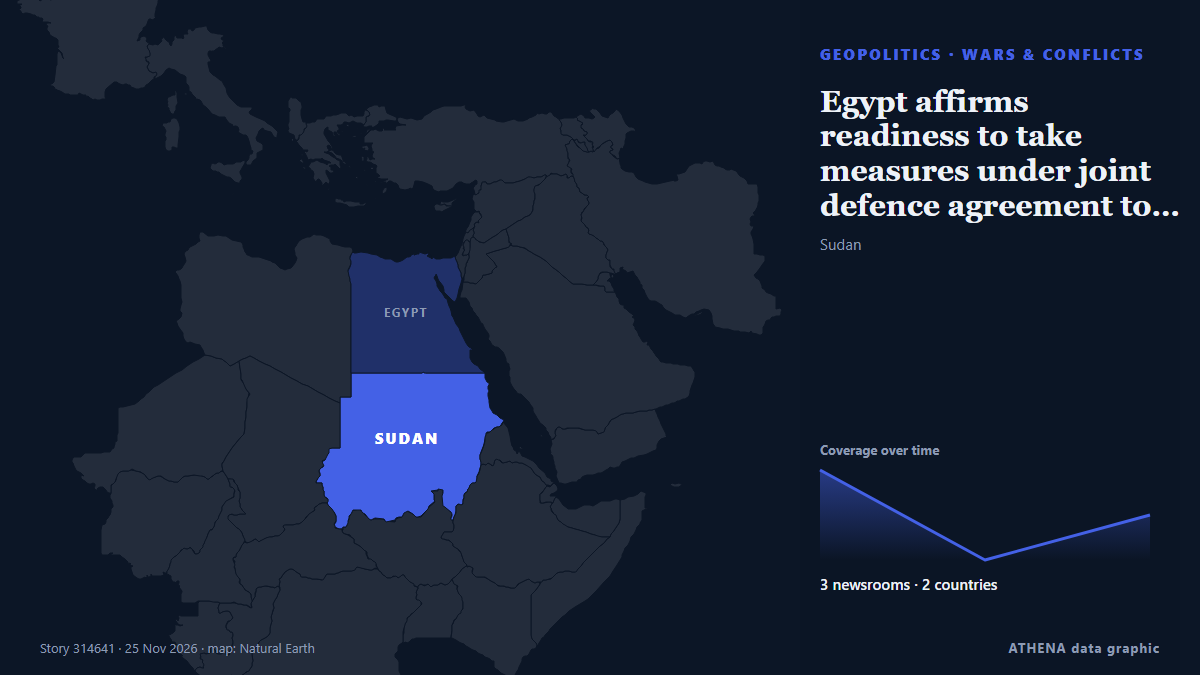 GEOPOLITICS · WARS & CONFLICTS
Egypt affirms
readiness to take
measures under joint
defence agreement to...
Sudan
EGYPT
SUDAN
Coverage over time
3 newsrooms · 2 countries
Story 314641 · 25 Nov 2026 · map: Natural Earth
ATHENA data graphic